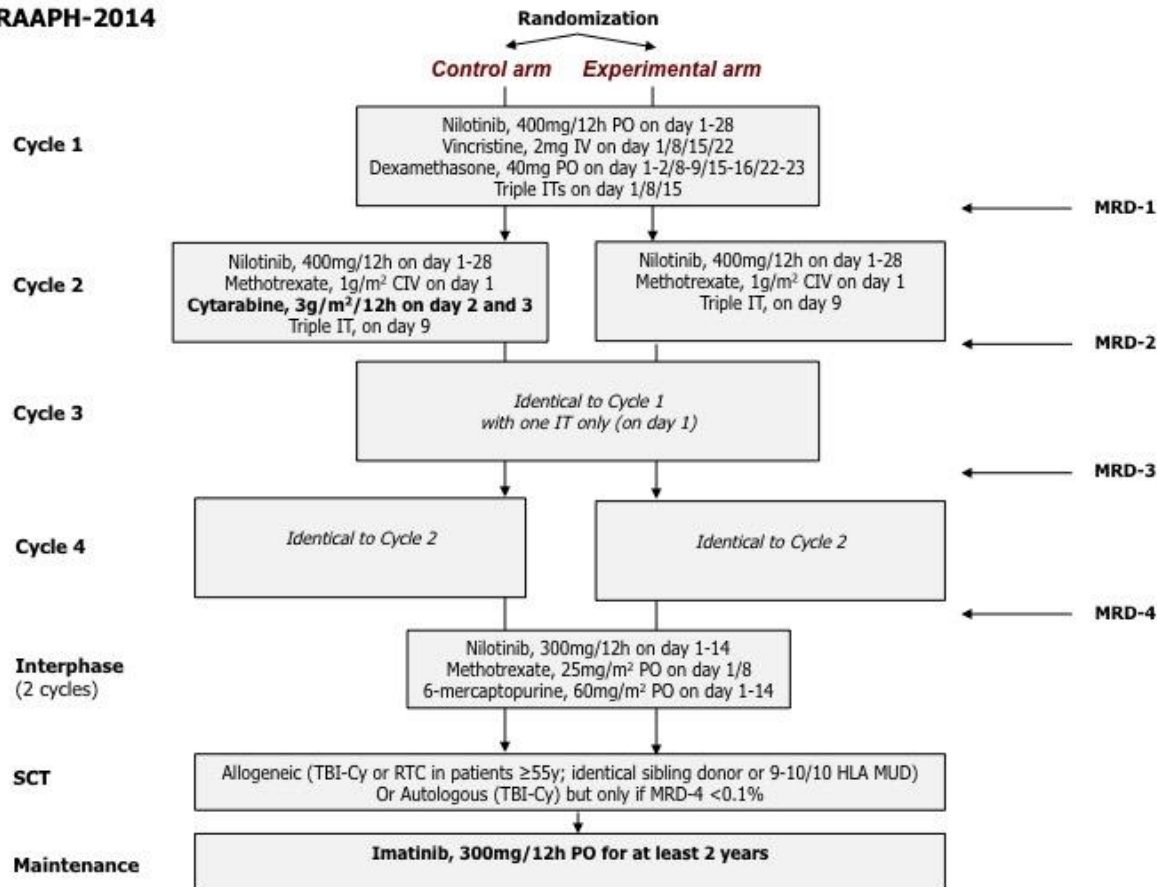 RAAPH-2014
Randomization
Control arm
Experimental arm
Cycle 1
Nilotinib, 400mg/12h PO on day 1-28
Vincristine, 2mg IV on day 1/8/15/22
Dexamethasone, 40mg PO on day 1-2/8-9/15-16/22-23
Triple ITs on day 1/8/15
MRD-1
Cycle 2
Nilotinib, 400mg/12h on day 1-28
Methotrexate, 1g/m² CIV on day 1
Cytarabine, 3g/m²/12h on day 2 and 3
Triple IT, on day 9
Nilotinib, 400mg/12h on day 1-28
Methotrexate, 1g/m² CIV on day 1
Triple IT, on day 9
MRD-2
Cycle 3
Identical to Cycle 1
with one IT only (on day 1)
MRD-3
Cycle 4
Identical to Cycle 2
Identical to Cycle 2
MRD-4
Interphase
(2 cycles)
Nilotinib, 300mg/12h on day 1-14
Methotrexate, 25mg/m² PO on day 1/8
6-mercaptopurine, 60mg/m² PO on day 1-14
SCT
Allogeneic (TBI-Cy or RTC in patients ≥55y; identical sibling donor or 9-10/10 HLA MUD)
Or Autologous (TBI-Cy) but only if MRD-4 <0.1%
Maintenance
Imatinib, 300mg/12h PO for at least 2 years